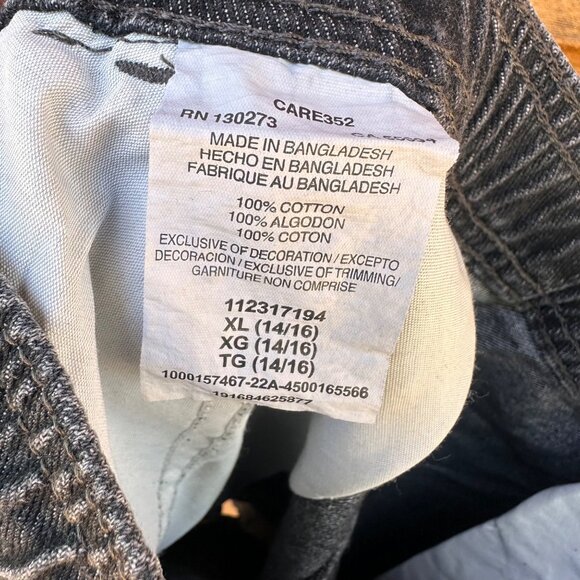 CARE352
RN 130273
MADE IN BANGLADESH
HECHO EN BANGLADESH
FABRIQUE AU BANGLADESH
100% COTTON
100% ALGODON
100% COTON
EXCLUSIVE OF DECORATION/EXCEPTO
DECORACION/EXCLUSIVE OF TRIMMING/
GARNITURE NON COMPRISE
112317194
XL (14/16)
XG (14/16)
TG (14/16)
1000157467-22A-4500165566
191684625877